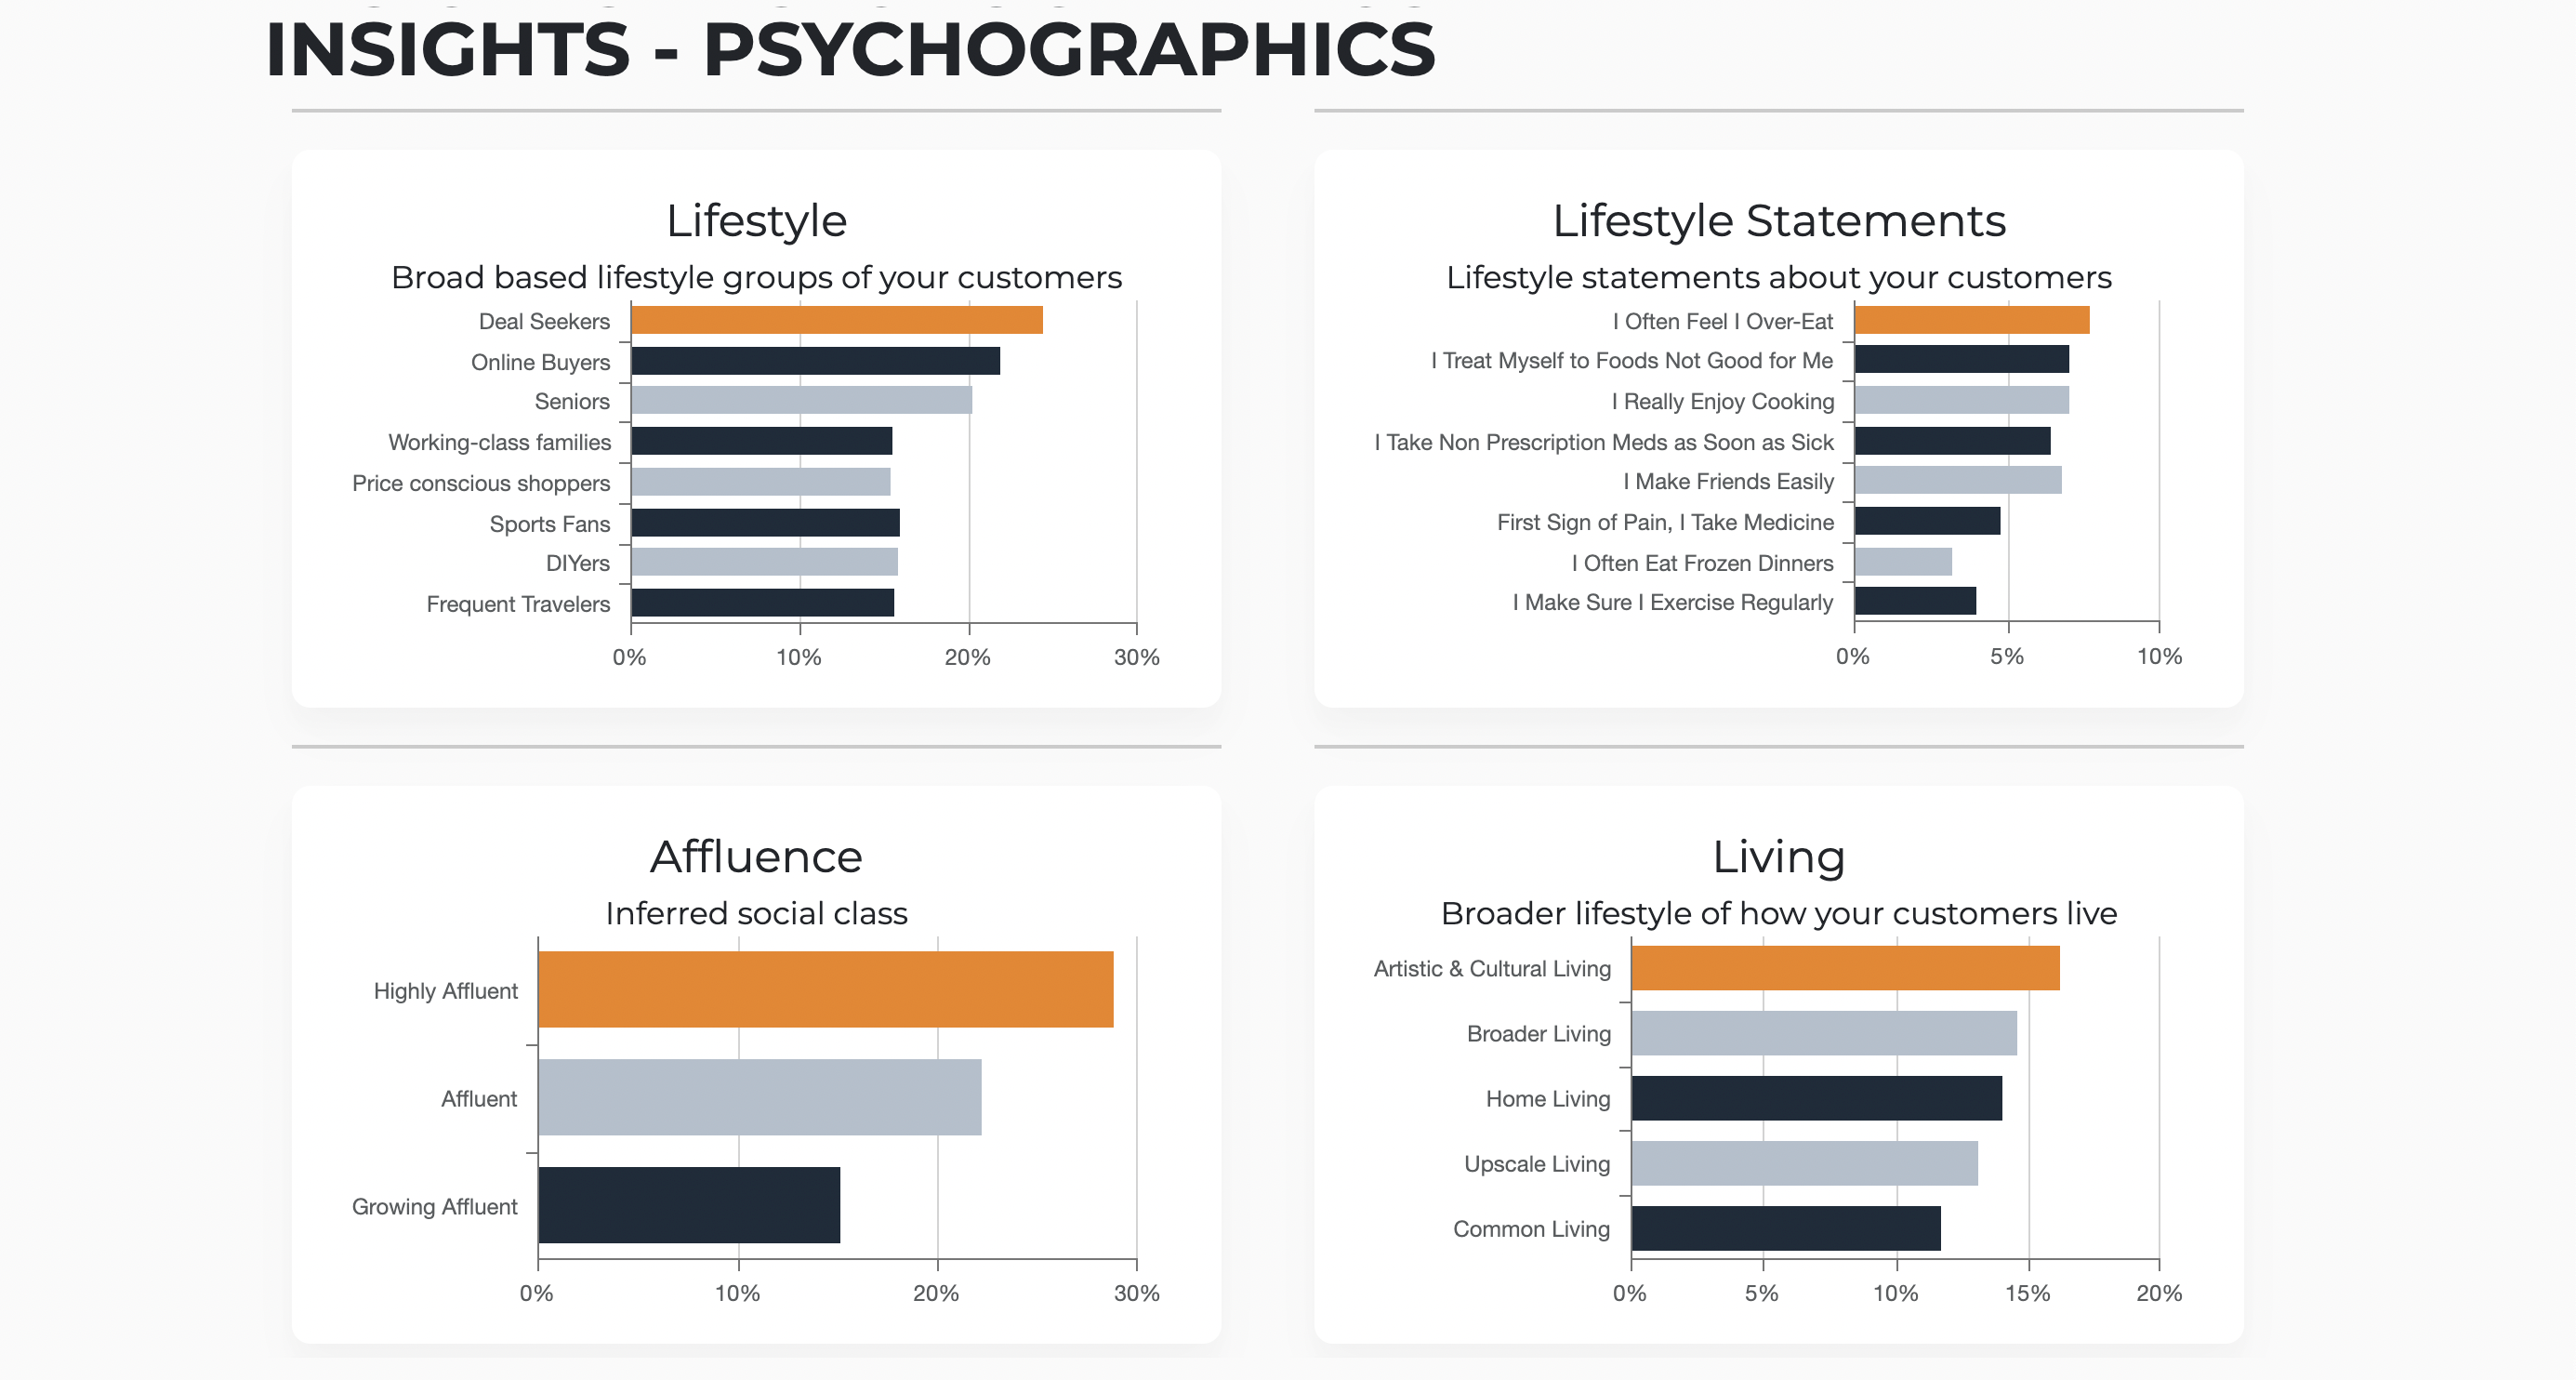 INSIGHTS - PSYCHOGRAPHICS
Lifestyle
Broad based lifestyle groups of your customers
Deal Seekers
Online Buyers
Seniors
Working-class families
Price conscious shoppers
Sports Fans
DIYers
Frequent Travelers
0% 10% 20% 30%
Lifestyle Statements
Lifestyle statements about your customers
I Often Feel I Over-Eat
I Treat Myself to Foods Not Good for Me
I Really Enjoy Cooking
I Take Non Prescription Meds as Soon as Sick
I Make Friends Easily
First Sign of Pain, I Take Medicine
I Often Eat Frozen Dinners
I Make Sure I Exercise Regularly
0% 5% 10%
Affluence
Inferred social class
Highly Affluent
Affluent
Growing Affluent
0% 10% 20% 30%
Living
Broader lifestyle of how your customers live
Artistic & Cultural Living
Broader Living
Home Living
Upscale Living
Common Living
0% 5% 10% 15% 20%